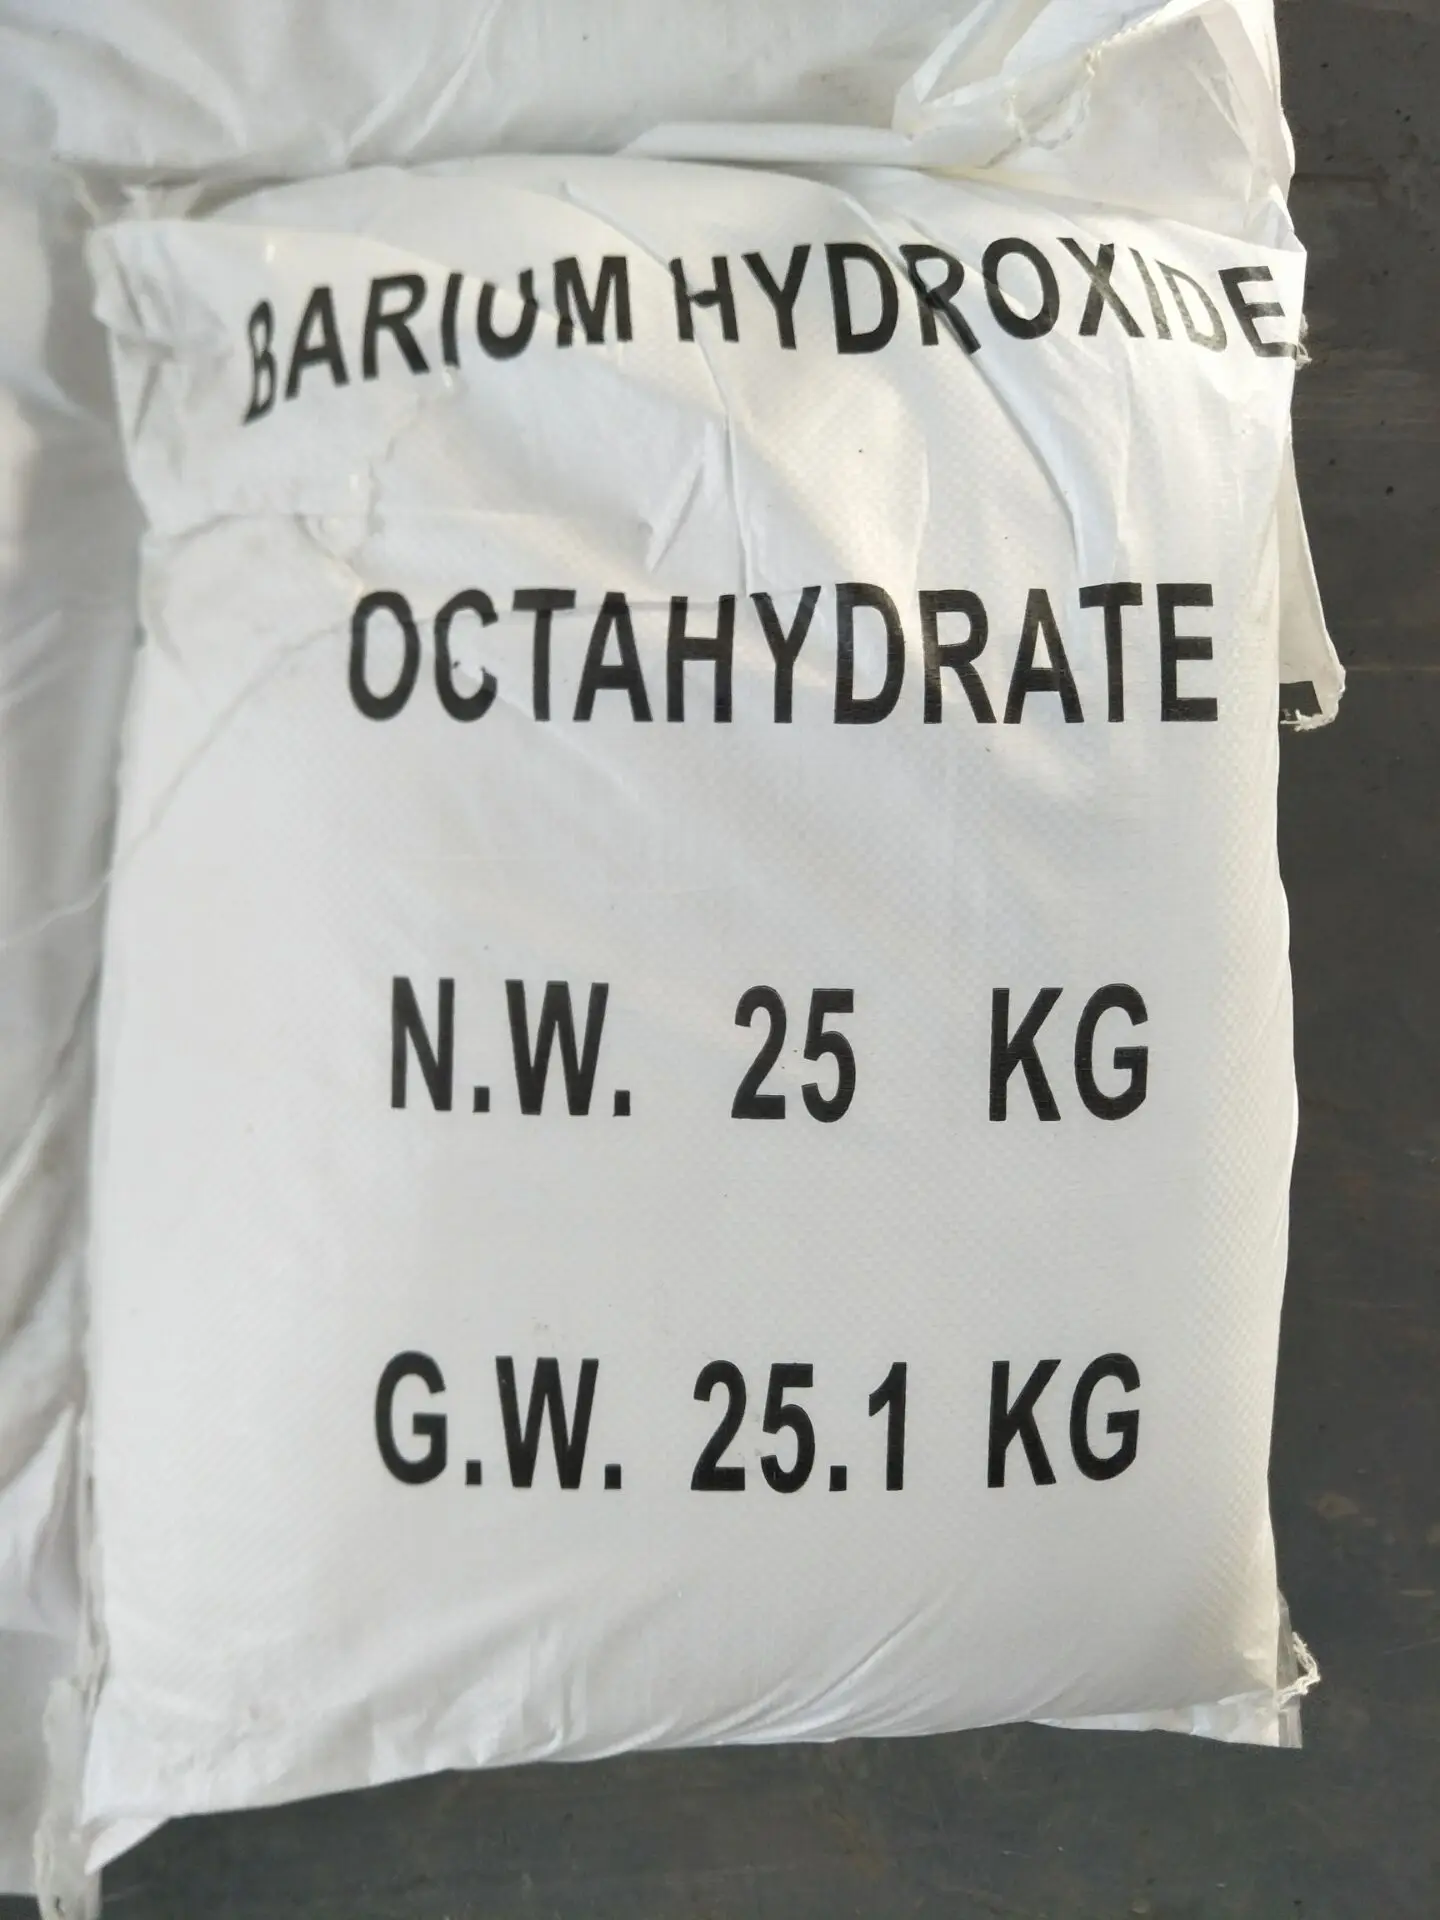 BARIUM HYDROXIDE
OCTAHYDRATE
N.W. 25 KG
G.W. 25.1 KG